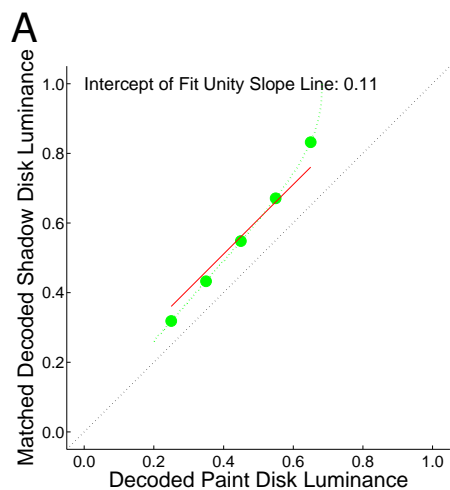 A
Intercept of Fit Unity Slope Line: 0.11
Matched Decoded Shadow Disk Luminance
1.0
0.8
0.6
0.4
0.2
0.0
0.0 0.2 0.4 0.6 0.8 1.0
Decoded Paint Disk Luminance